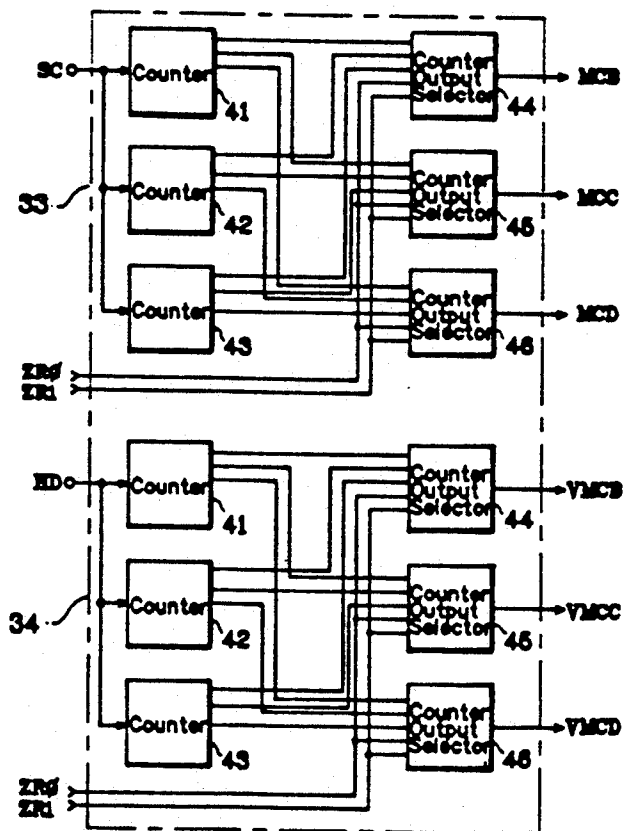 SC
Counter
41
Counter
Output
Selector
44
MCB
33
Counter
42
Counter
Output
Selector
45
MCC
Counter
43
Counter
Output
Selector
46
MCD
ZRØ
ZR1
HD
Counter
41
Counter
Output
Selector
44
VMCB
34
Counter
42
Counter
Output
Selector
45
VMCC
Counter
43
Counter
Output
Selector
46
VMCD
ZRØ
ZR1